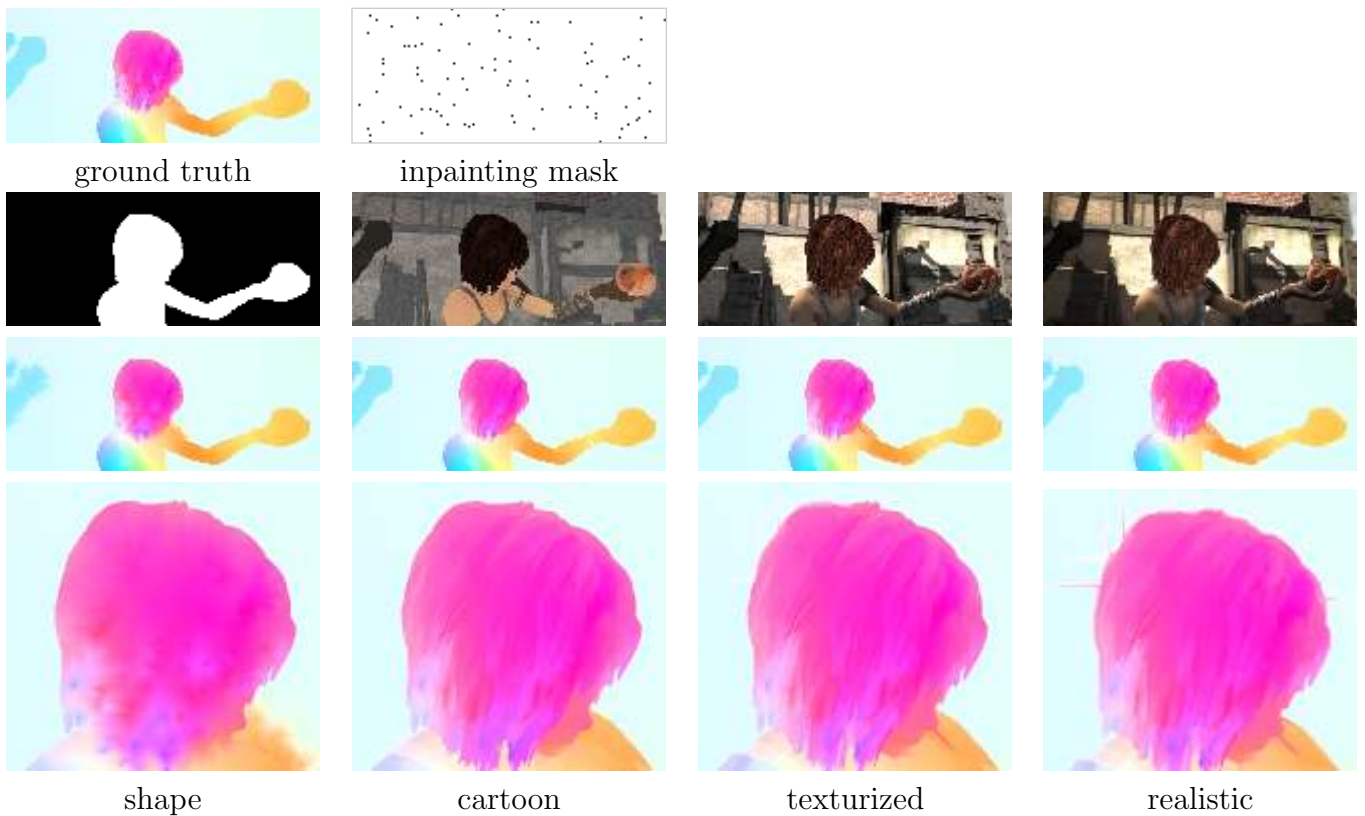 ground truth
inpainting mask
shape
cartoon
texturized
realistic